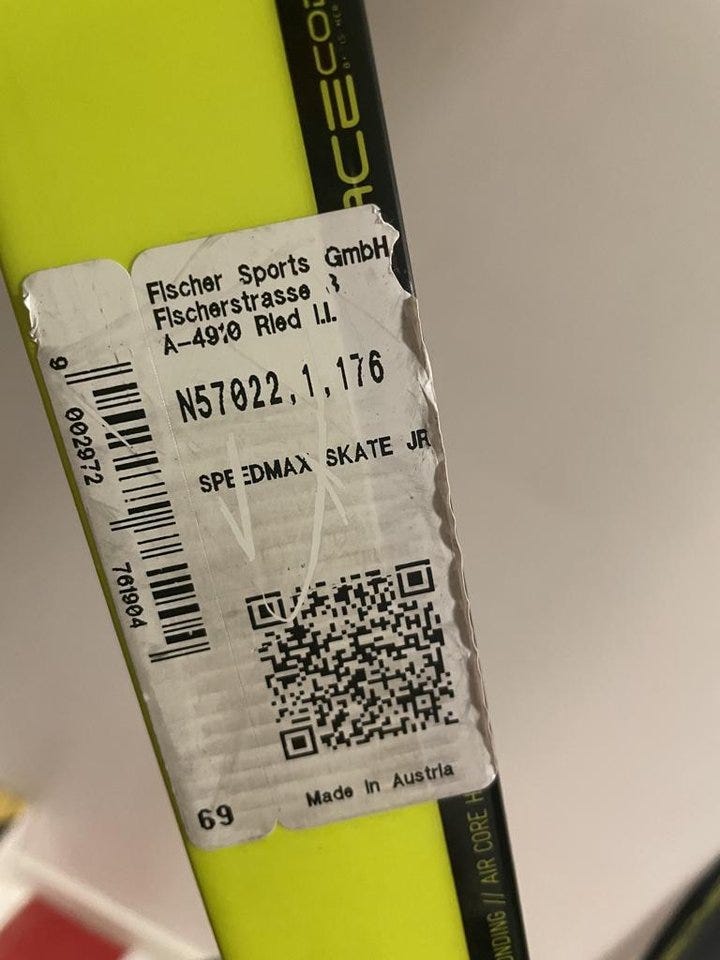 Fischer Sports GmbH
Fischerstrasse 8
A-4910 Ried I.I.
N57022,1,176
SPEEDMAX SKATE JR
9 002972 761904
Made in Austria
69
AIR CORE